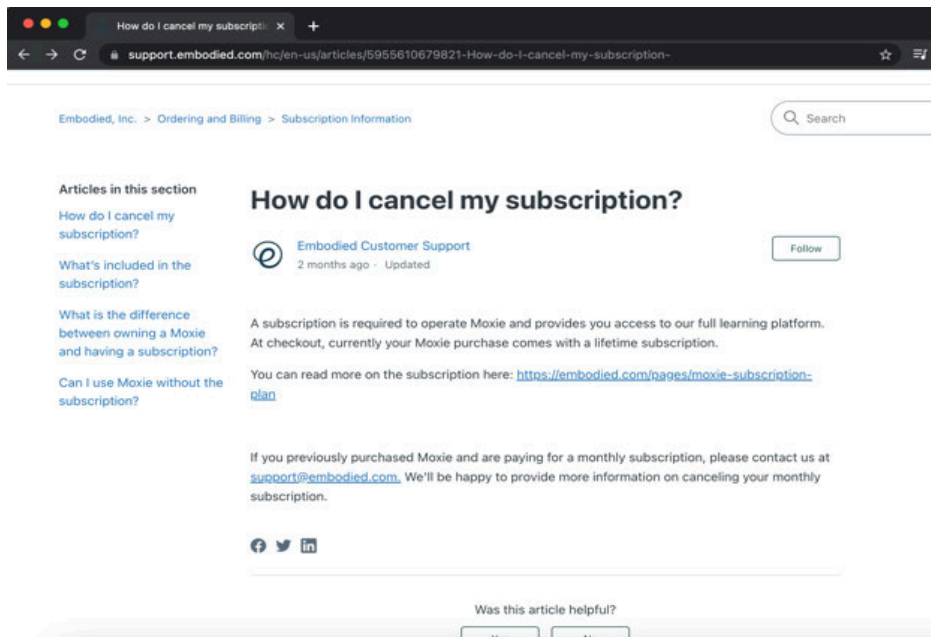 How do I cancel my subscripti
support.embodied.com/hc/en-us/articles/5955610679821-How-do-I-cancel-my-subscription-
Embodied, Inc. > Ordering and Billing > Subscription Information
Search
Articles in this section
How do I cancel my
subscription?
What's included in the
subscription?
What is the difference
between owning a Moxie
and having a subscription?
Can I use Moxie without the
subscription?
How do I cancel my subscription?
Embodied Customer Support
2 months ago · Updated
Follow
A subscription is required to operate Moxie and provides you access to our full learning platform.
At checkout, currently your Moxie purchase comes with a lifetime subscription.
You can read more on the subscription here: https://embodied.com/pages/moxie-subscription-
plan
If you previously purchased Moxie and are paying for a monthly subscription, please contact us at
support@embodied.com. We'll be happy to provide more information on canceling your monthly
subscription.
Was this article helpful?